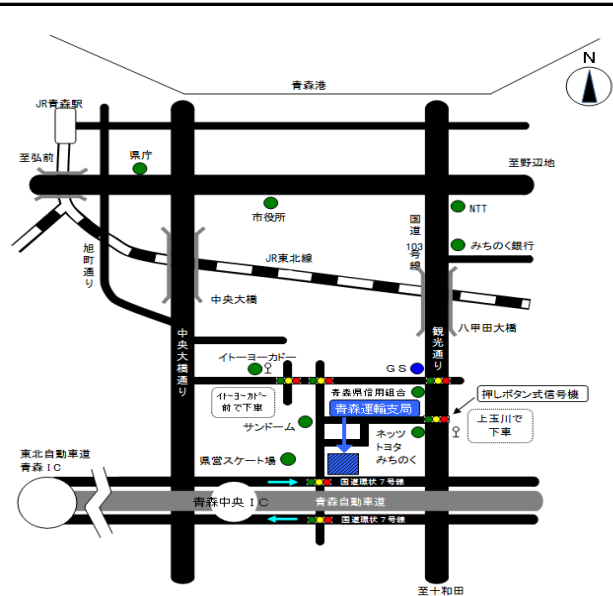 青森港
N
JR青森駅
至弘前
県庁
至野辺地
市役所
国道103号線
NTT
みちのく銀行
旭町通り
JR東北線
中央大橋
八甲田大橋
中央大橋通り
観光通り
イトーヨーカドー
GS
イトーヨーカドー
前で下車
青森県信用組合
押しボタン式信号機
青森運輸支局
サンドーム
上玉川で
下車
ネッツ
トヨタ
みちのく
県営スケート場
東北自動車道
青森IC
国道環状7号線
青森中央IC
青森自動車道
国道環状7号線
至十和田